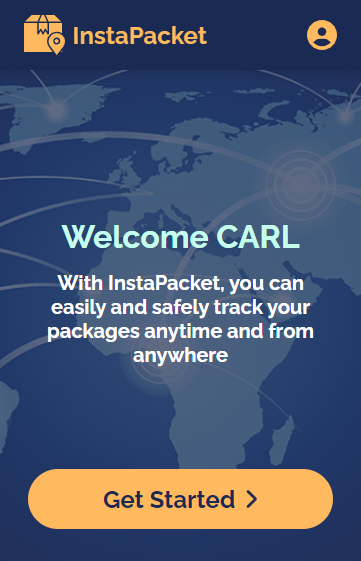 InstaPacket
Welcome CARL
With InstaPacket, you can
easily and safely track your
packages anytime and from
anywhere
Get Started